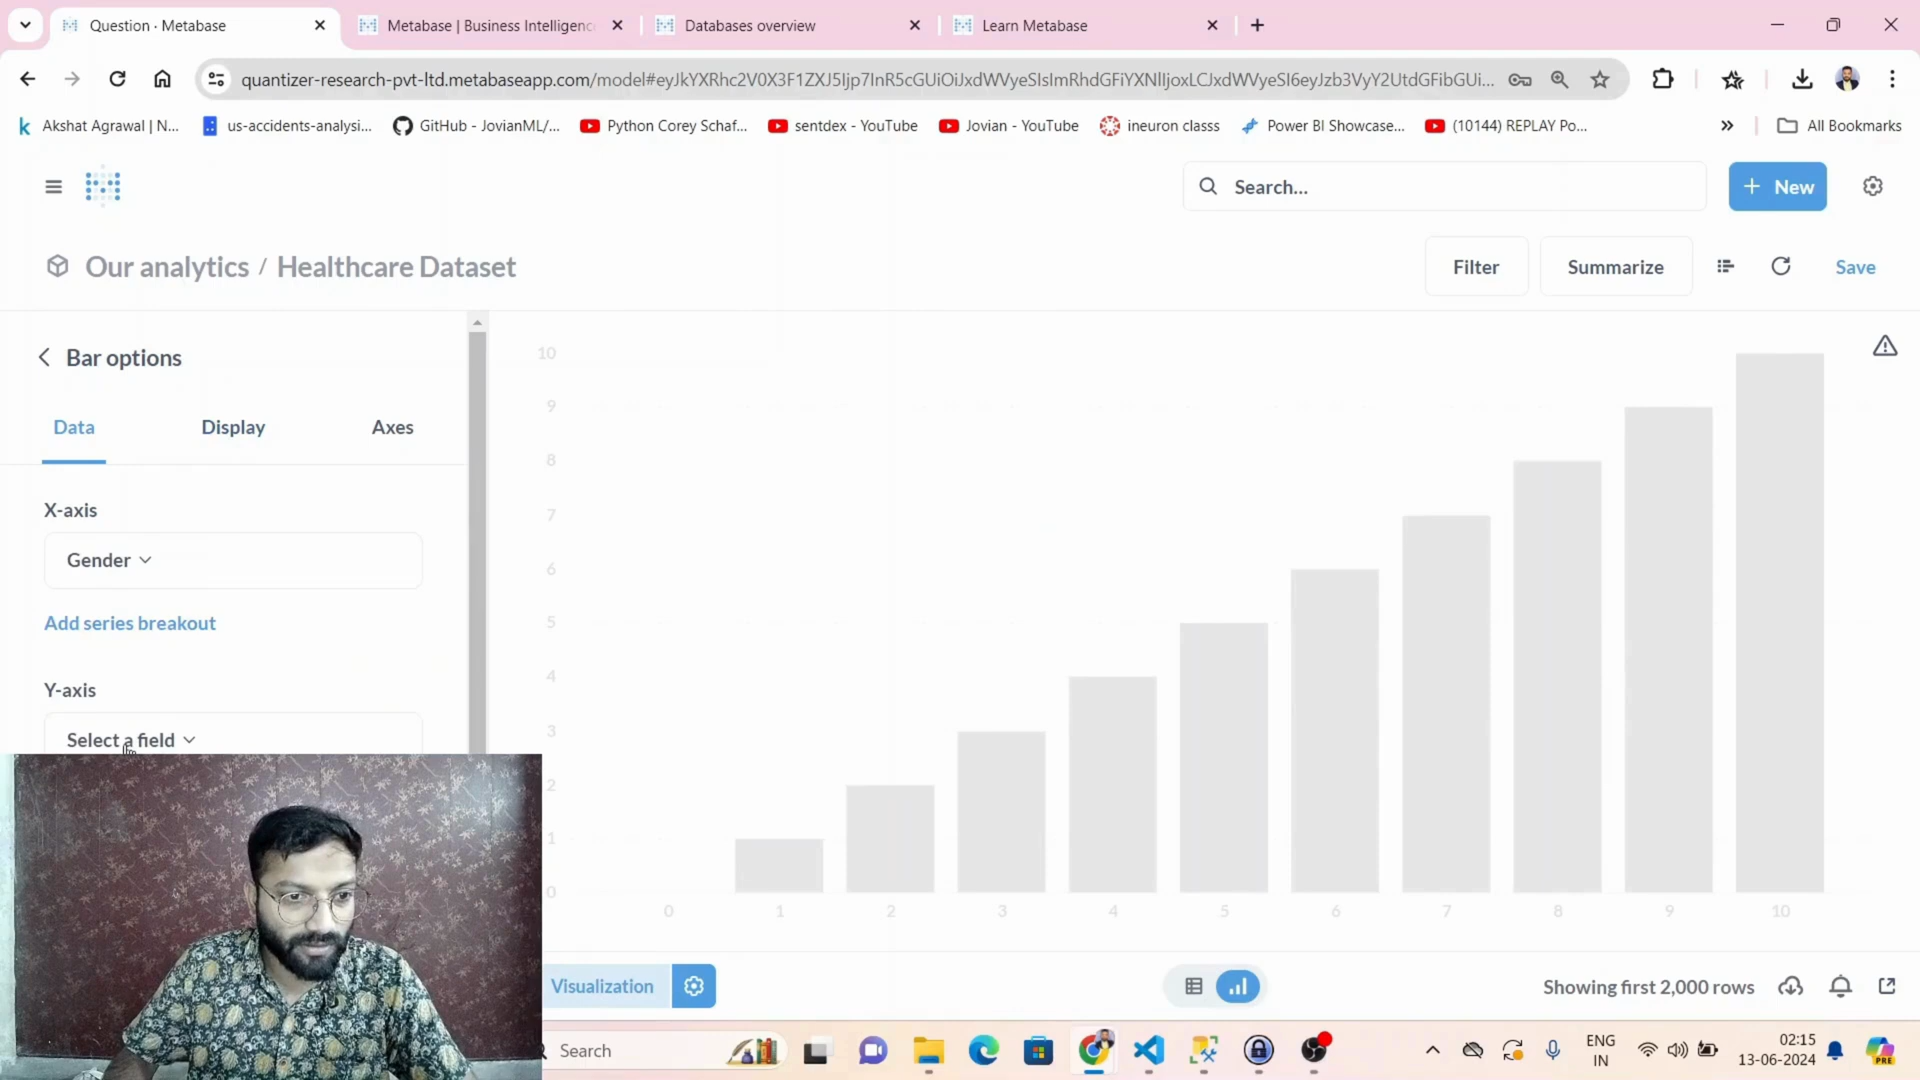 Question · Metabase
Metabase | Business Intelligence
Databases overview
Learn Metabase
quantizer-research-pvt-ltd.metabaseapp.com/model#eyJkYXRhc2V0X3F1ZXJ5Ijp7InR5cGUiOiJxdWVyeSIsImRhdGFiYXNlIjoxLCJxdWVyeSI6eyJzb3VyY2UtdGFibGUi...
Akshat Agrawal | N...
us-accidents-analysi...
GitHub - JovianML/...
Python Corey Schaf...
sentdex - YouTube
Jovian - YouTube
ineuron classs
Power BI Showcase...
(10144) REPLAY Po...
All Bookmarks
Search...
New
Our analytics / Healthcare Dataset
Filter
Summarize
Save
Bar options
Data
Display
Axes
X-axis
Gender
Add series breakout
Y-axis
Select a field
10
9
8
7
6
5
4
3
2
1
0
0 1 2 3 4 5 6 7 8 9 10
Visualization
Showing first 2,000 rows
Search
ENG
IN
02:15
13-06-2024
PRE